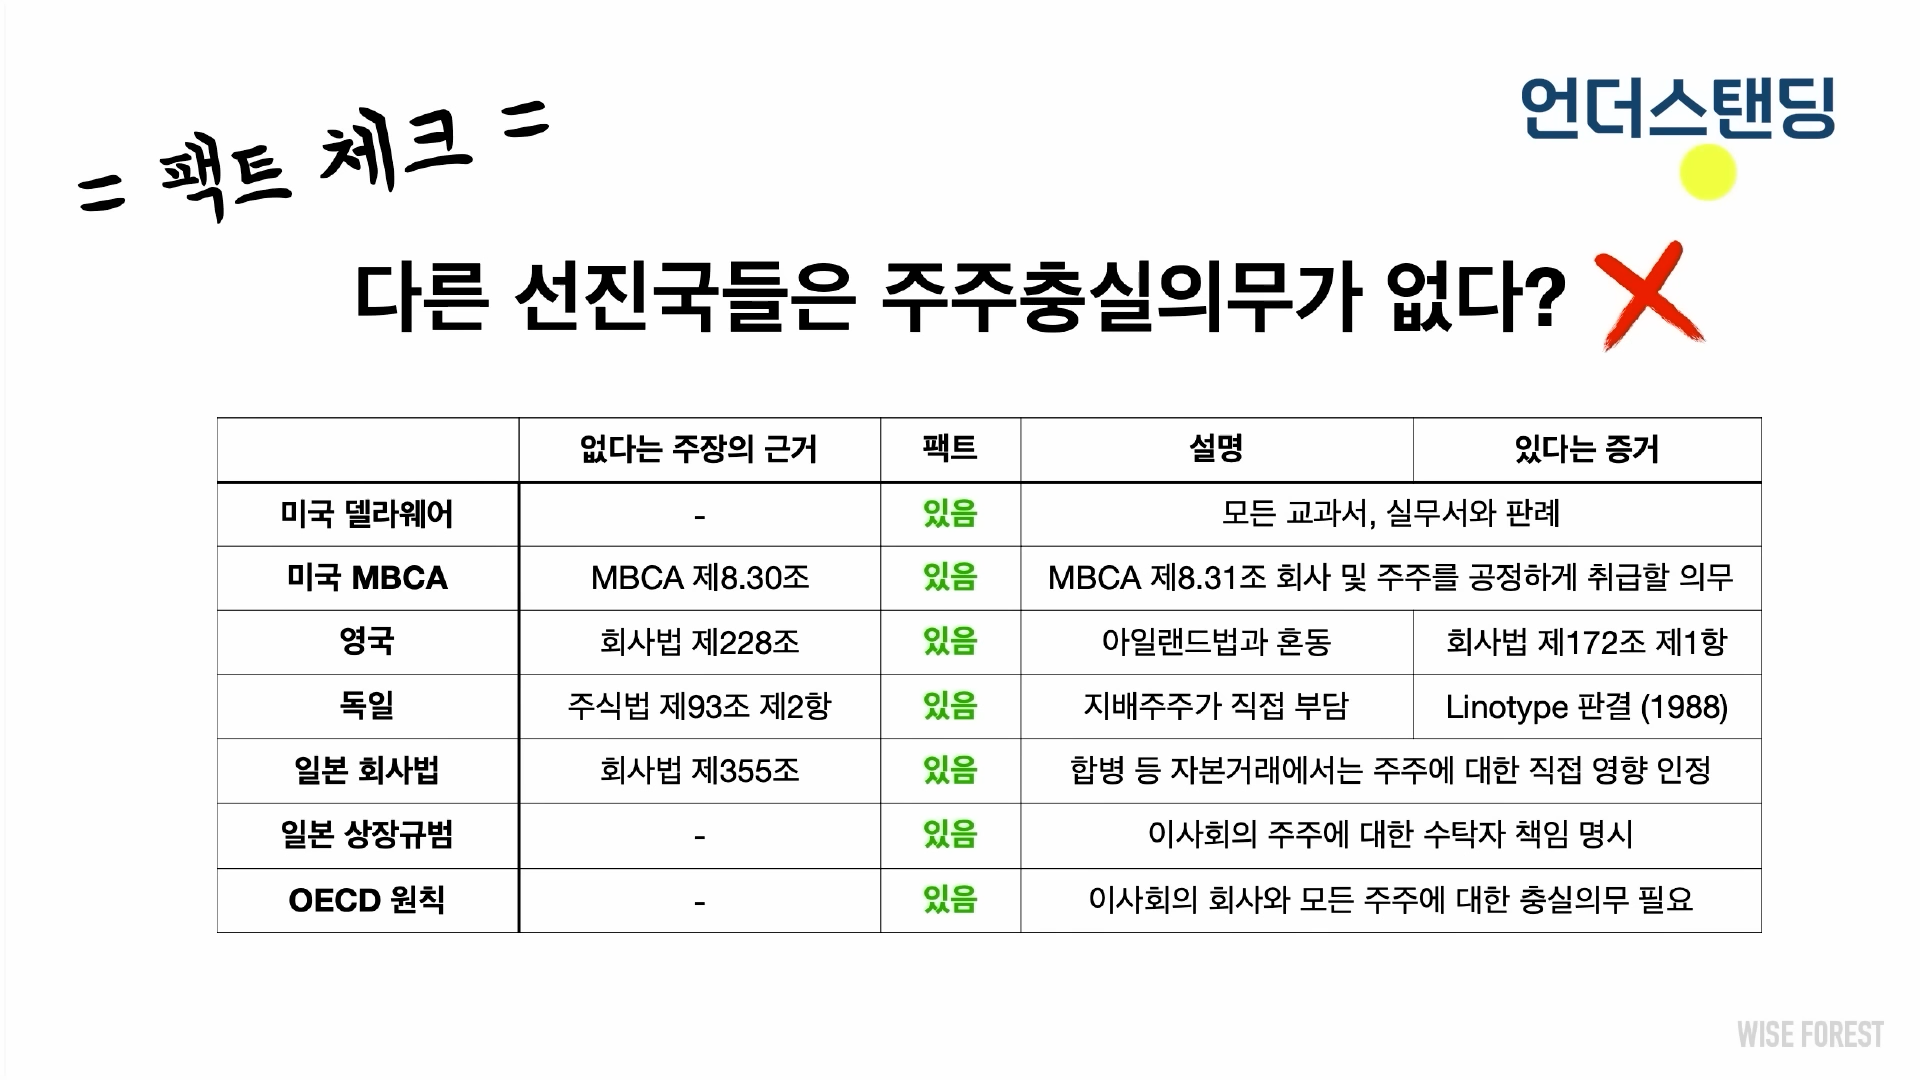 = 팩트 체크 =
언더스탠딩
다른 선진국들은 주주충실의무가 없다?
없다는 주장의 근거 팩트 설명 있다는 증거
미국 델라웨어 - 있음 모든 교과서, 실무서와 판례
미국 MBCA MBCA 제8.30조 있음 MBCA 제8.31조 회사 및 주주를 공정하게 취급할 의무
영국 회사법 제228조 있음 아일랜드법과 혼동 회사법 제172조 제1항
독일 주식법 제93조 제2항 있음 지배주주가 직접 부담 Linotype 판결 (1988)
일본 회사법 회사법 제355조 있음 합병 등 자본거래에서는 주주에 대한 직접 영향 인정
일본 상장규범 - 있음 이사회의 주주에 대한 수탁자 책임 명시
OECD 원칙 - 있음 이사회의 회사와 모든 주주에 대한 충실의무 필요
WISE FOREST